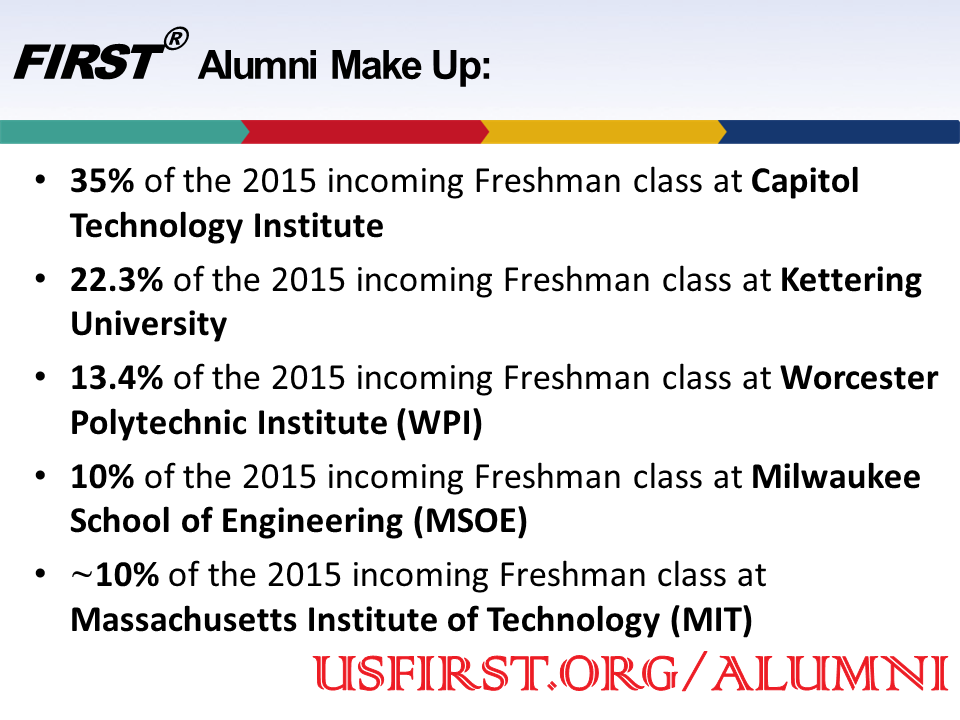 FIRST® Alumni Make Up:
• 35% of the 2015 incoming Freshman class at Capitol
Technology Institute
• 22.3% of the 2015 incoming Freshman class at Kettering
University
• 13.4% of the 2015 incoming Freshman class at Worcester
Polytechnic Institute (WPI)
• 10% of the 2015 incoming Freshman class at Milwaukee
School of Engineering (MSOE)
• ~10% of the 2015 incoming Freshman class at
Massachusetts Institute of Technology (MIT)
USFIRST.ORG/ALUMNI